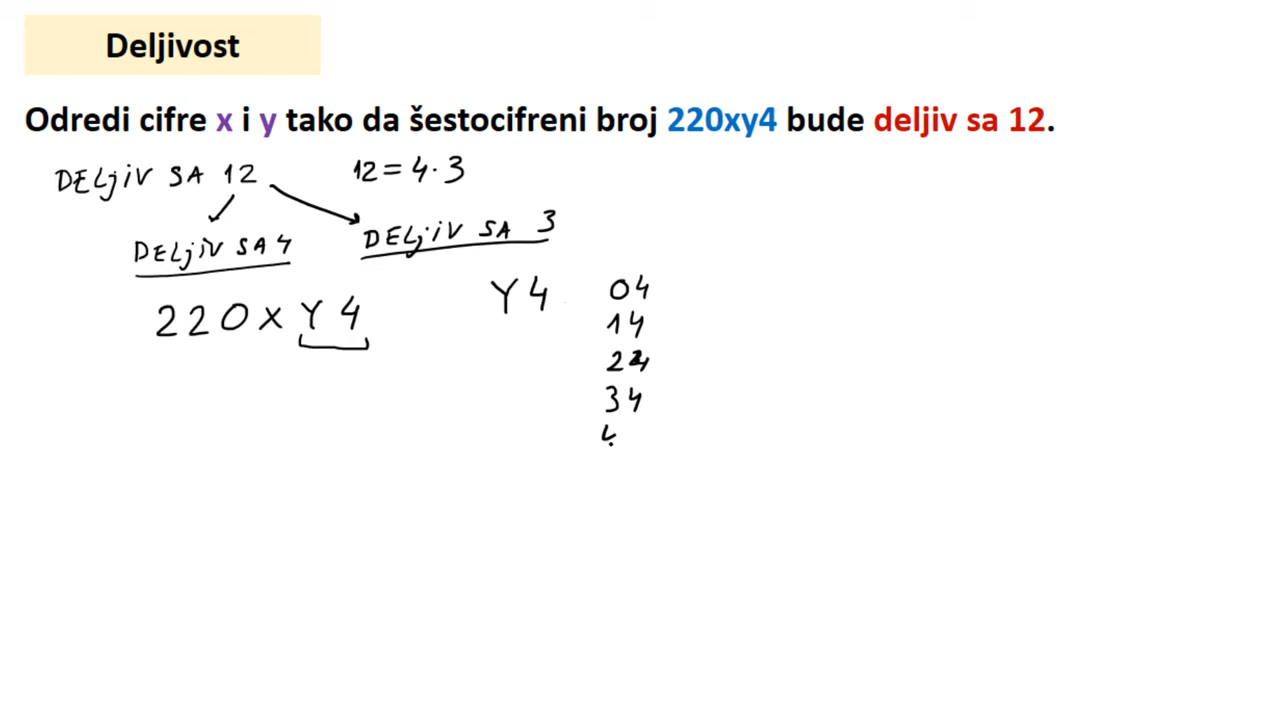 Deljivost
Odredi cifre x i y tako da šestocifreni broj 220xy4 bude deljiv sa 12.
DELjiV SA 12 12 = 4 · 3
DELjiV SA 4 DELjiV SA 3
220XY4 Y4 04
14
24
34